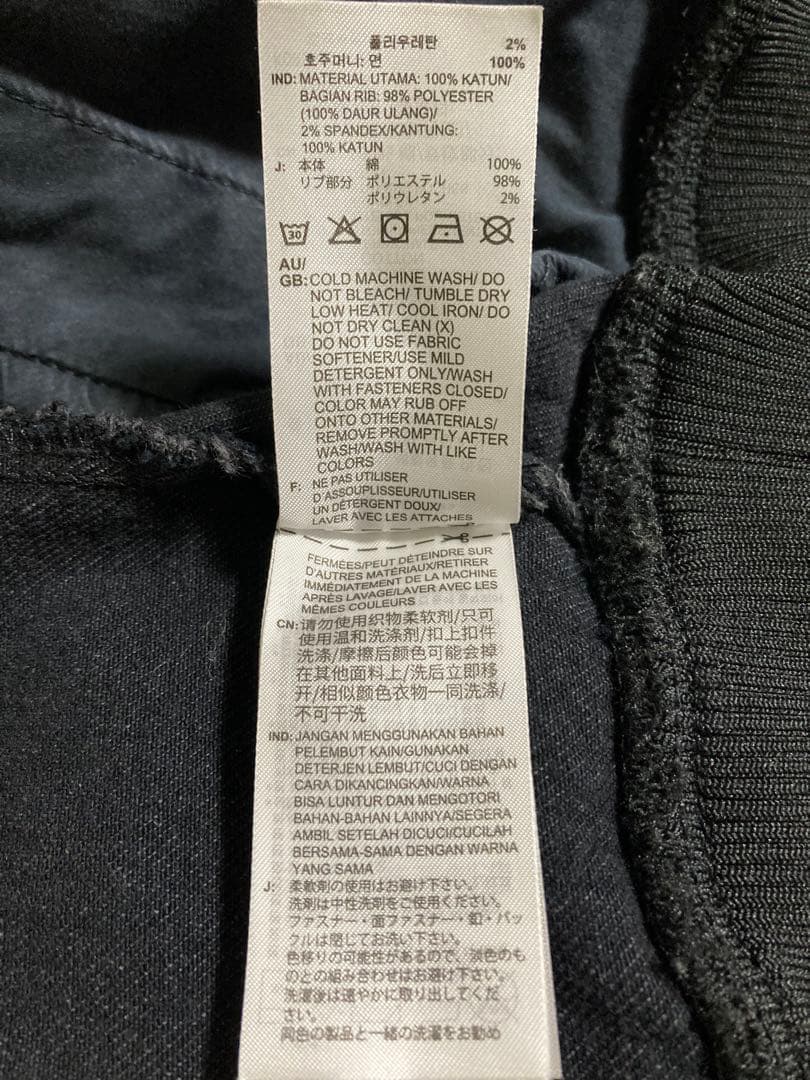 폴리우레탄 2%
호주머니: 면 100%
IND: MATERIAL UTAMA: 100% KATUN/
BAGIAN RIB: 98% POLYESTER
(100% DAUR ULANG)/
2% SPANDEX/KANTUNG:
100% KATUN
J: 本体 綿 100%
リブ部分 ポリエステル 98%
ポリウレタン 2%
30
AU/
GB: COLD MACHINE WASH/ DO
NOT BLEACH/ TUMBLE DRY
LOW HEAT/ COOL IRON/ DO
NOT DRY CLEAN (X)
DO NOT USE FABRIC
SOFTENER/USE MILD
DETERGENT ONLY/WASH
WITH FASTENERS CLOSED/
COLOR MAY RUB OFF
ONTO OTHER MATERIALS/
REMOVE PROMPTLY AFTER
WASH/WASH WITH LIKE
COLORS
F: NE PAS UTILISER
D'ASSOUPLISSEUR/UTILISER
UN DÉTERGENT DOUX/
LAVER AVEC LES ATTACHES
FERMÉES/PEUT DÉTEINDRE SUR
D'AUTRES MATÉRIAUX/RETIRER
IMMÉDIATEMENT DE LA MACHINE
APRÈS LAVAGE/LAVER AVEC LES
MÊMES COULEURS
CN: 请勿使用织物柔软剂/只可
使用温和洗涤剂/扣上扣件
洗涤/摩擦后颜色可能会掉
在其他面料上/洗后立即移
开/相似颜色衣物一同洗涤/
不可干洗
IND: JANGAN MENGGUNAKAN BAHAN
PELEMBUT KAIN/GUNAKAN
DETERJEN LEMBUT/CUCI DENGAN
CARA DIKANCINGKAN/WARNA
BISA LUNTUR DAN MENGOTORI
BAHAN-BAHAN LAINNYA/SEGERA
AMBIL SETELAH DICUCI/CUCILAH
BERSAMA-SAMA DENGAN WARNA
YANG SAMA
J: 柔軟剤の使用はお避け下さい。
洗剤は中性洗剤をご使用下さい。
ファスナー・面ファスナー・釦・バッ
クルは閉じてお洗い下さい。
色移りの可能性があるので、淡色のも
のとの組み合わせはお避け下さい。
洗濯後は速やかに取り出してくだ
さい。
同色の製品と一緒の洗濯をお勧め